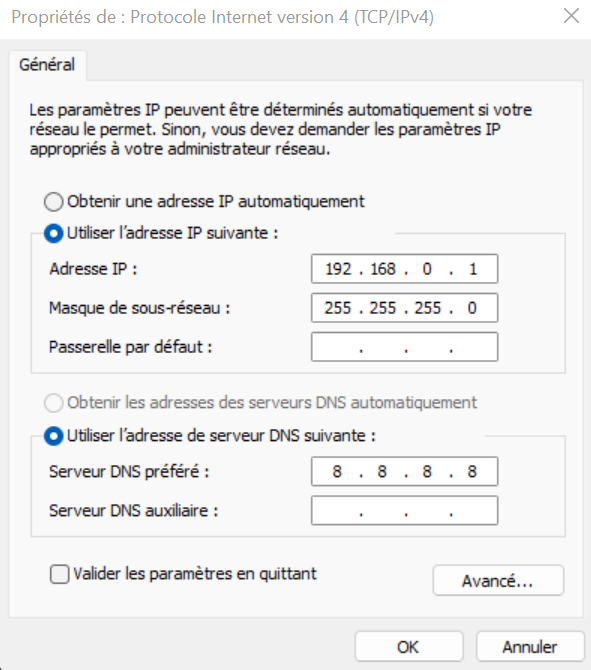 Propriétés de : Protocole Internet version 4 (TCP/IPv4)
Général
Les paramètres IP peuvent être déterminés automatiquement si votre
réseau le permet. Sinon, vous devez demander les paramètres IP
appropriés à votre administrateur réseau.
Obtenir une adresse IP automatiquement
Utiliser l’adresse IP suivante :
Adresse IP : 192 . 168 . 0 . 1
Masque de sous-réseau : 255 . 255 . 255 . 0
Passerelle par défaut : . . .
Obtenir les adresses des serveurs DNS automatiquement
Utiliser l’adresse de serveur DNS suivante :
Serveur DNS préféré : 8 . 8 . 8 . 8
Serveur DNS auxiliaire : . . .
Valider les paramètres en quittant
Avancé...
OK Annuler